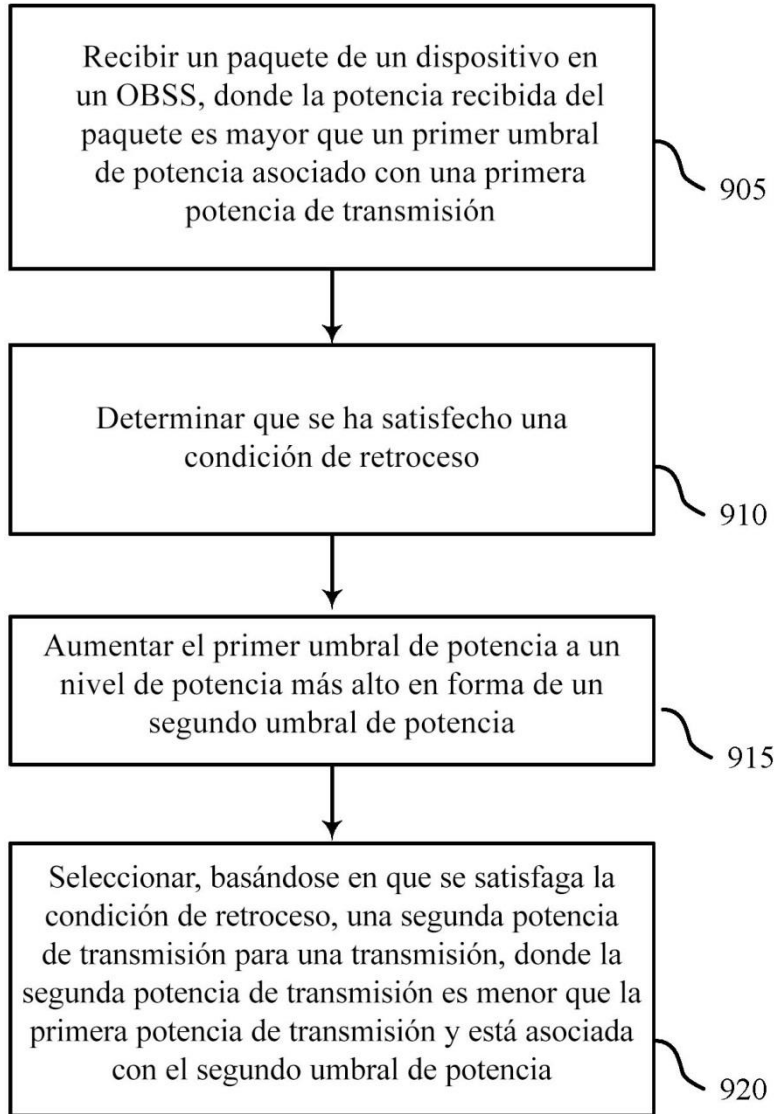 Recibir un paquete de un dispositivo en
un OBSS, donde la potencia recibida del
paquete es mayor que un primer umbral
de potencia asociado con una primera
potencia de transmisión
905
Determinar que se ha satisfecho una
condición de retroceso
910
Aumentar el primer umbral de potencia a un
nivel de potencia más alto en forma de un
segundo umbral de potencia
915
Seleccionar, basándose en que se satisfaga la
condición de retroceso, una segunda potencia
de transmisión para una transmisión, donde la
segunda potencia de transmisión es menor que la
primera potencia de transmisión y está asociada
con el segundo umbral de potencia
920